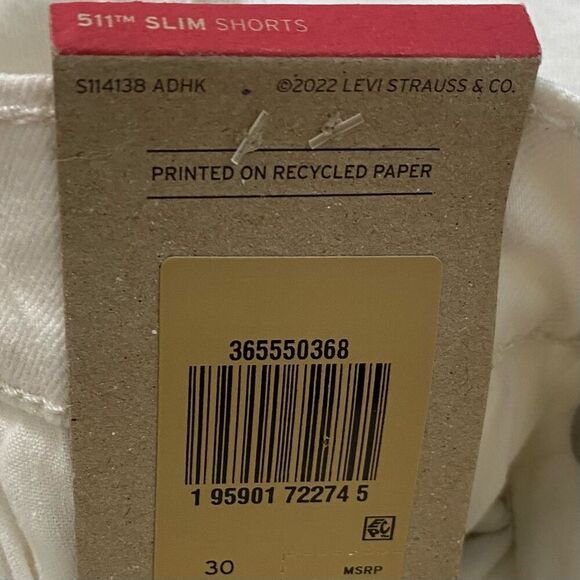 511™ SLIM SHORTS
S114138 ADHK ©2022 LEVI STRAUSS & CO.
PRINTED ON RECYCLED PAPER
365550368
1 95901 72274 5
30 MSRP